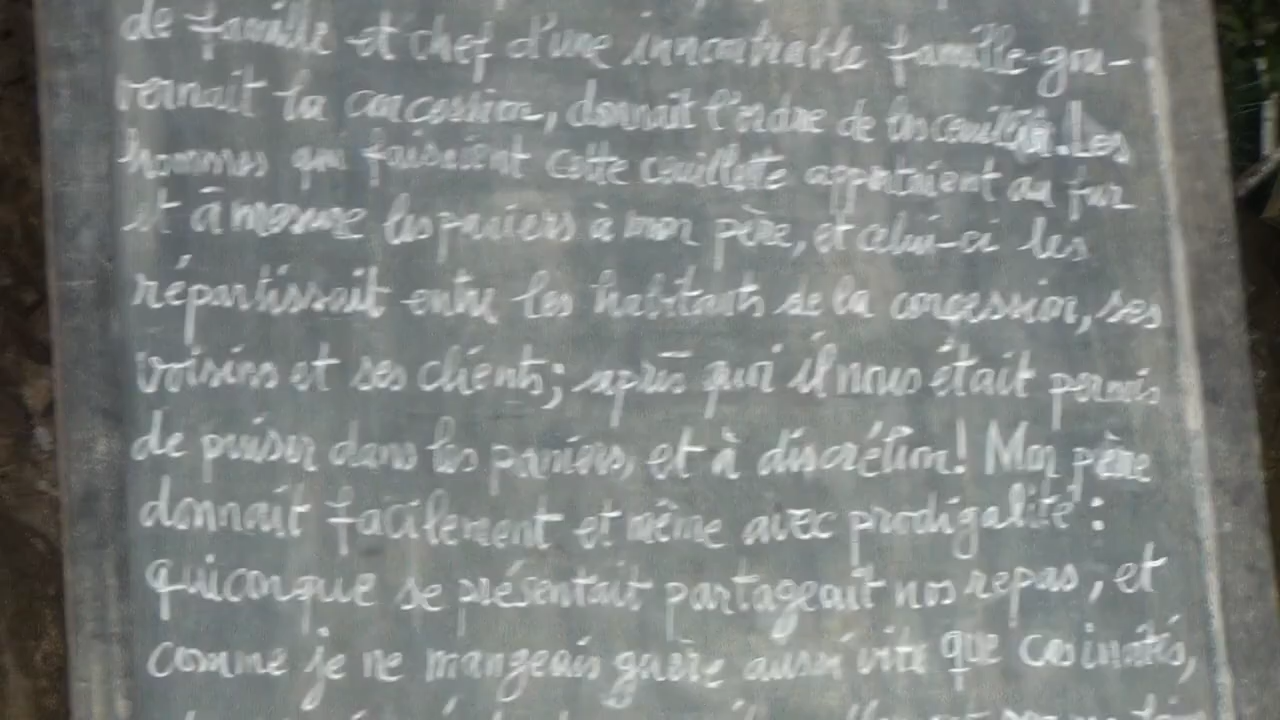 de famille et chef d'une innombrable famille-gou-
vernait la concession, donnait l'ordre de les cueillir. Les
hommes qui faisaient cette cueillette apportaient au fur
et à mesure les paniers à mon père, et celui-ci les
répartissait entre les habitants de la concession, ses
voisins et ses clients; après quoi il nous était permis
de puiser dans les paniers, et à discrétion! Mon père
donnait facilement et même avec prodigalité :
quiconque se présentait partageait nos repas, et
comme je ne mangeais guère aussi vite que ces invités,